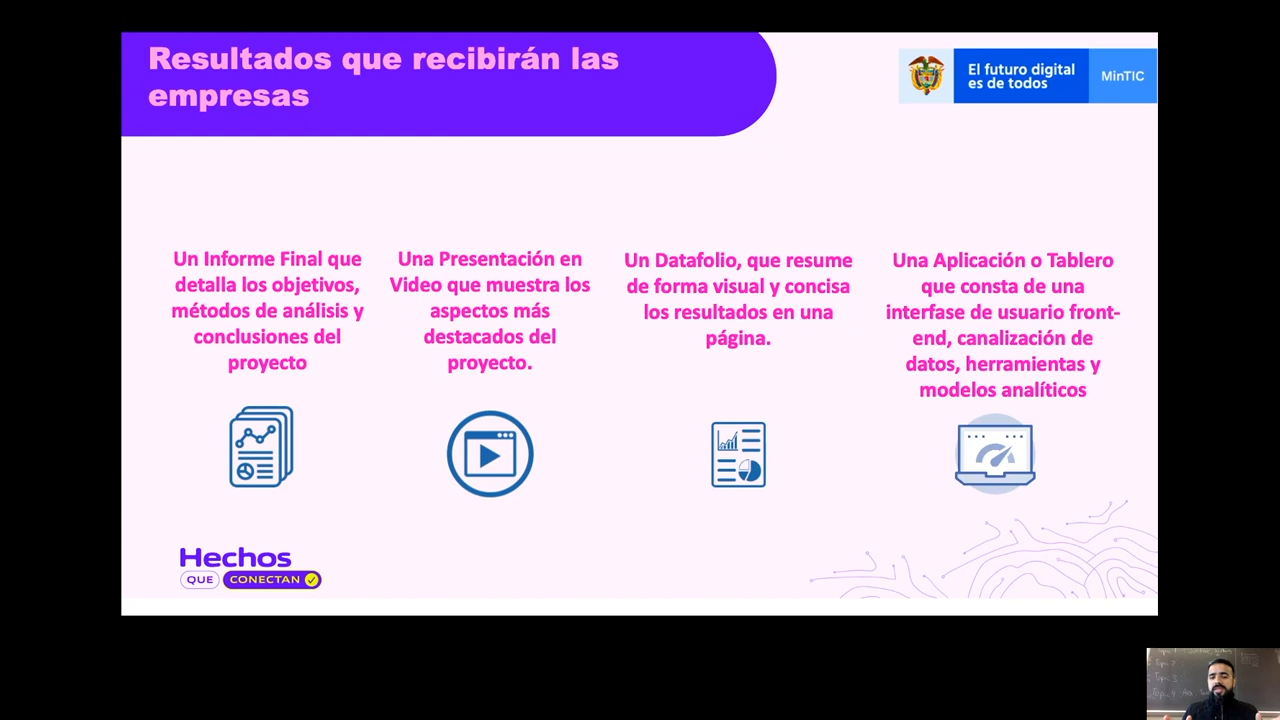 Resultados que recibirán las
empresas
El futuro digital
es de todos
MinTIC
Un Informe Final que
detalla los objetivos,
métodos de análisis y
conclusiones del
proyecto
Una Presentación en
Video que muestra los
aspectos más
destacados del
proyecto.
Un Datafolio, que resume
de forma visual y concisa
los resultados en una
página.
Una Aplicación o Tablero
que consta de una
interfase de usuario front-
end, canalización de
datos, herramientas y
modelos analíticos
Hechos
QUE CONECTAN